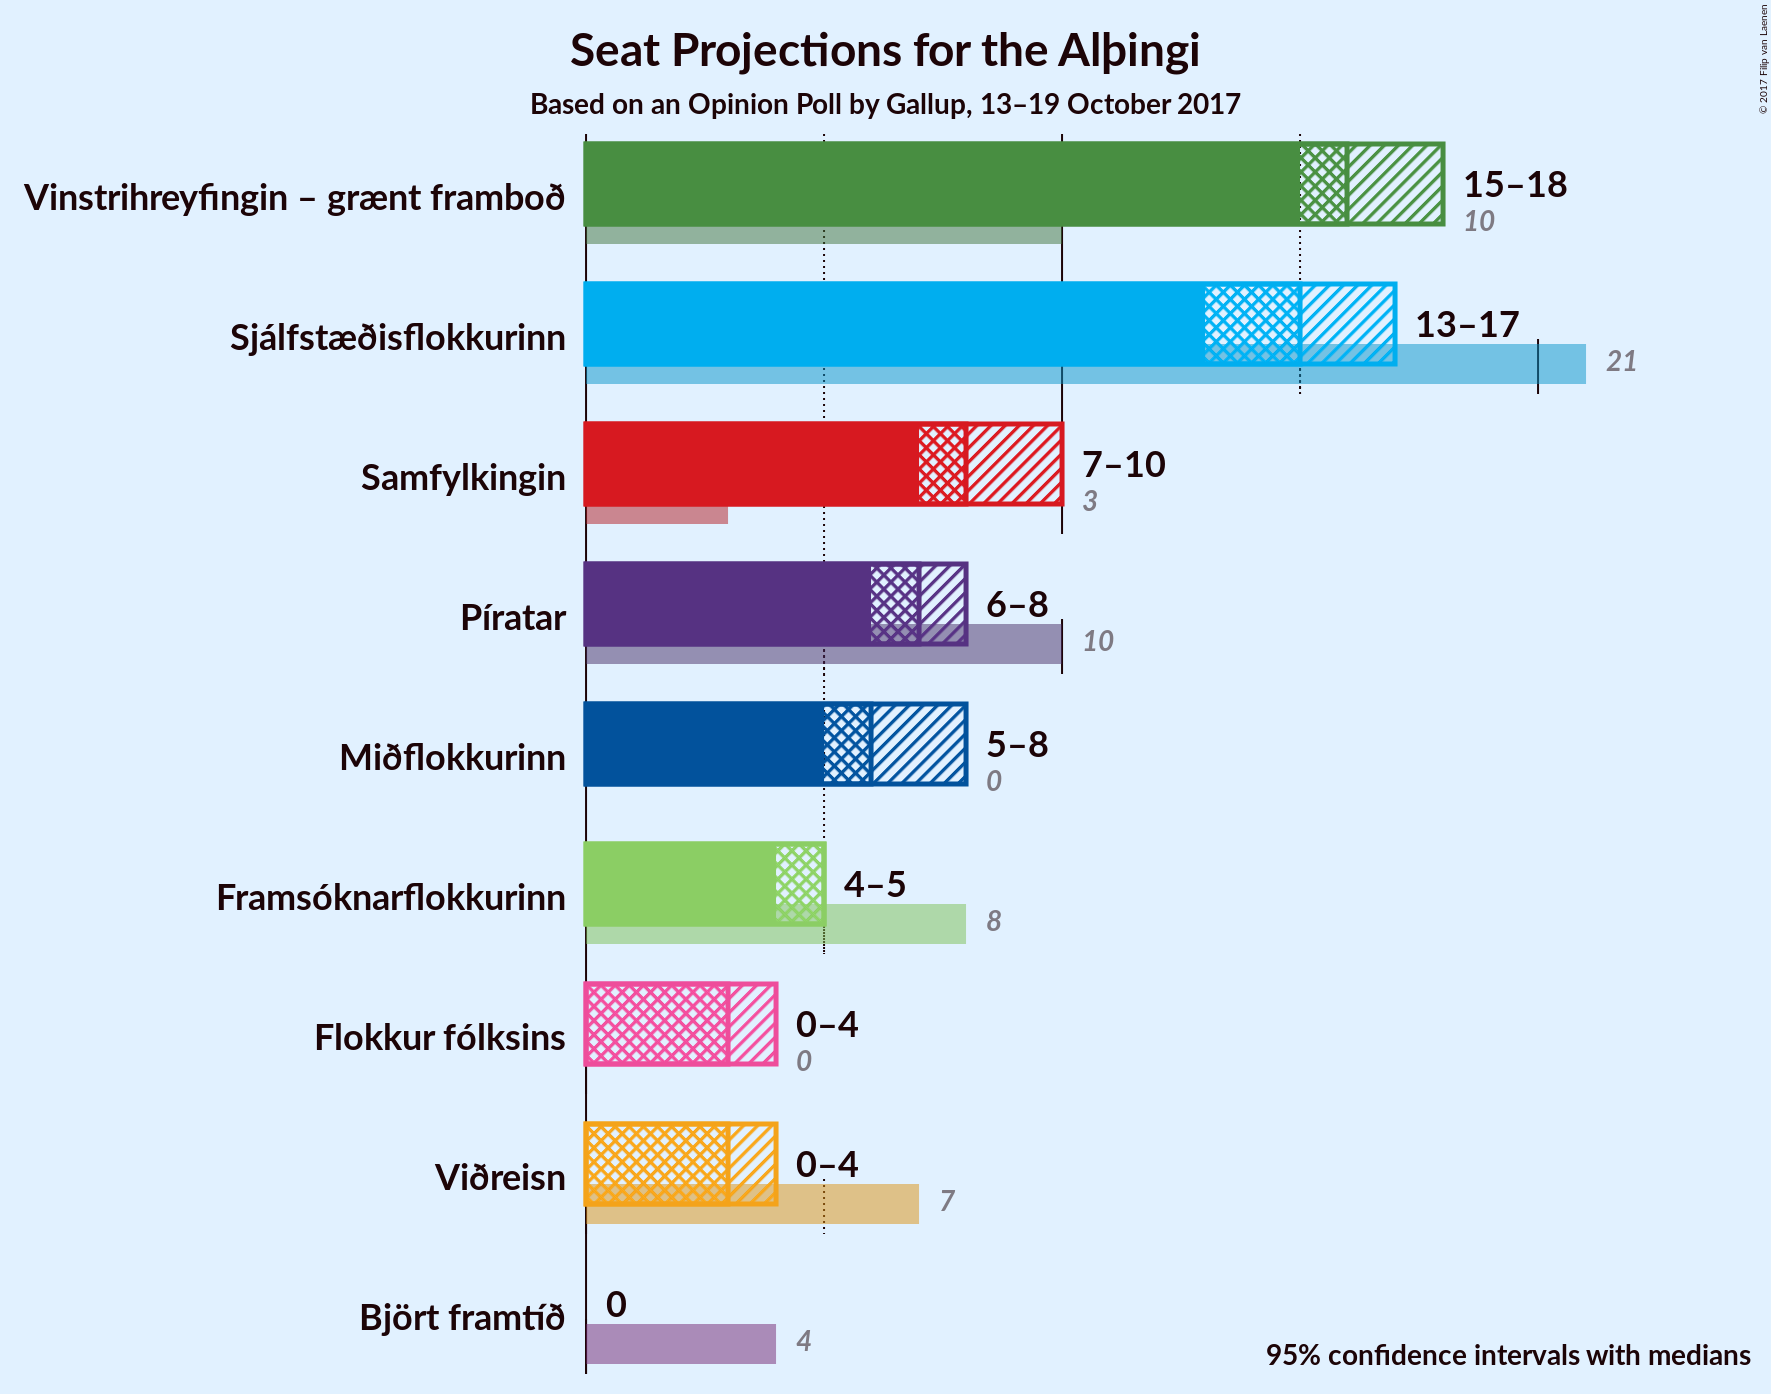 Seat Projections for the Alþingi
Based on an Opinion Poll by Gallup, 13–19 October 2017
© 2017 Filip van Laenen
Vinstrihreyfingin – grænt framboð
15–18
10
Sjálfstæðisflokkurinn
13–17
21
Samfylkingin
7–10
3
Píratar
6–8
10
Miðflokkurinn
5–8
0
Framsóknarflokkurinn
4–5
8
Flokkur fólksins
0–4
0
Viðreisn
0–4
7
Björt framtíð
0
4
95% confidence intervals with medians